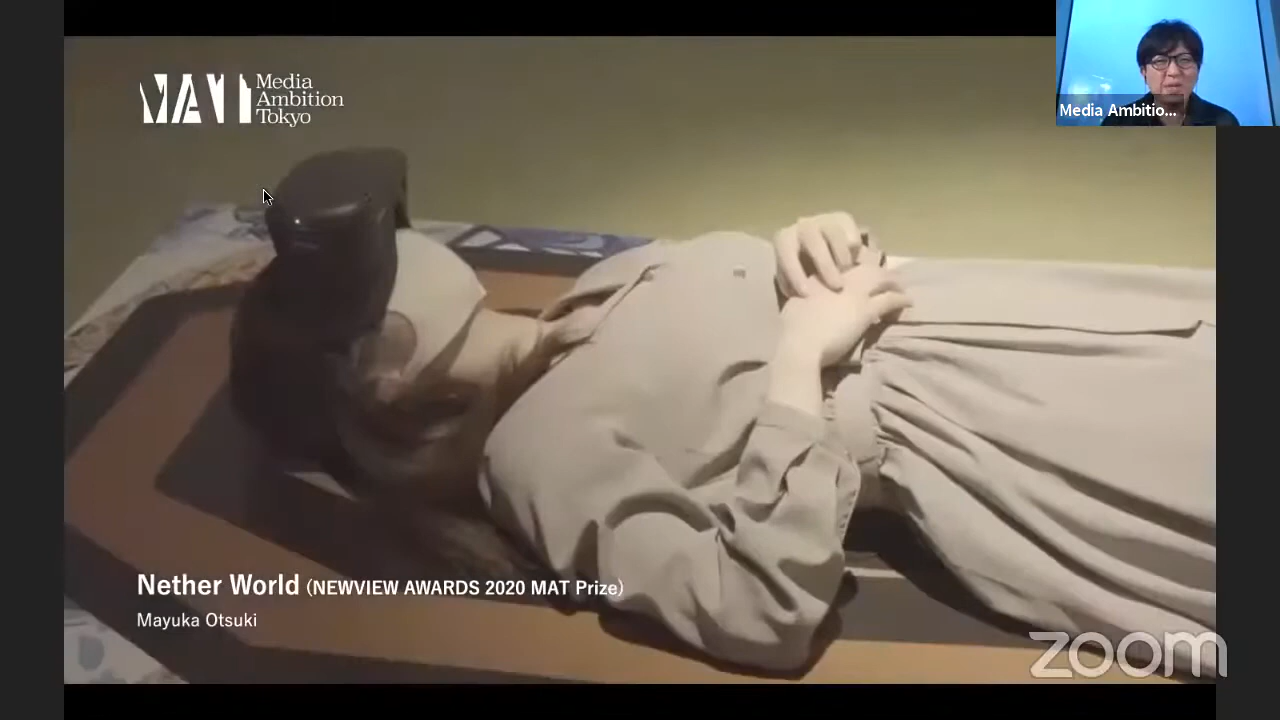 MAT Media
Ambition
Tokyo
Media Ambitio...
Nether World (NEWVIEW AWARDS 2020 MAT Prize)
Mayuka Otsuki
zoom